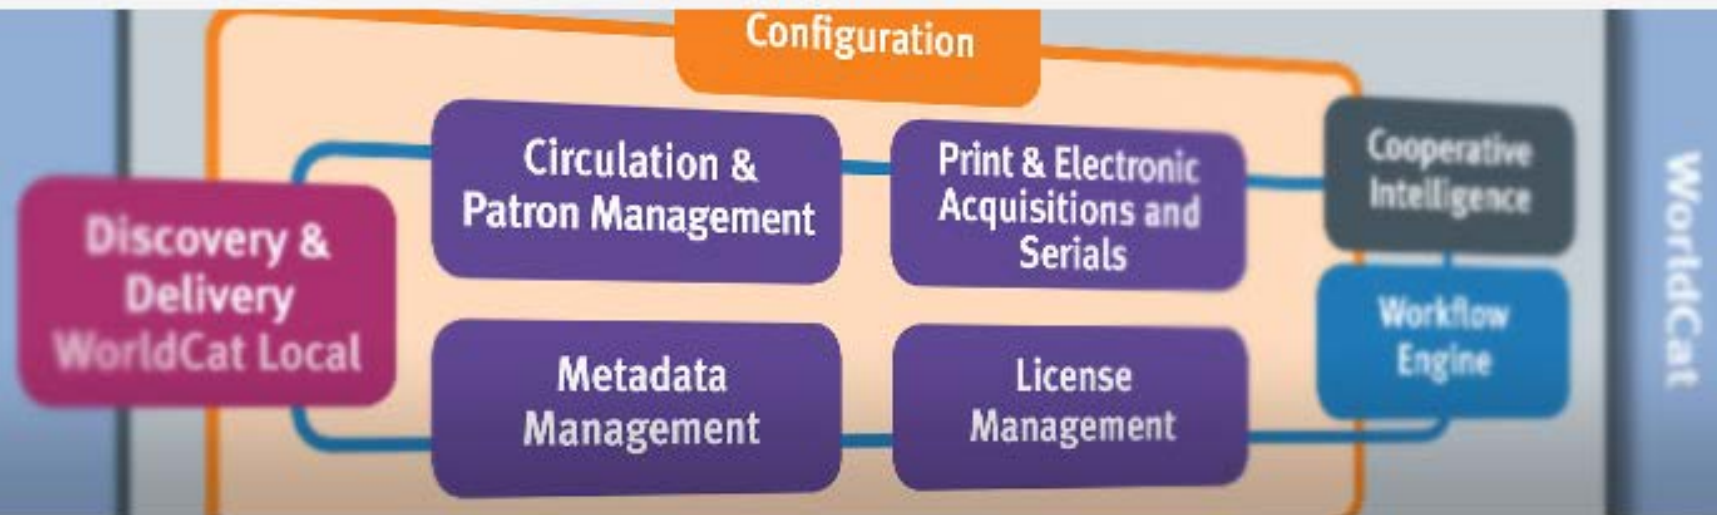 Configuration
Circulation &
Patron Management
Print & Electronic
Acquisitions and
Serials
Cooperative
Intelligence
Discovery &
Delivery
WorldCat Local
Metadata
Management
License
Management
Workflow
Engine
WorldCat